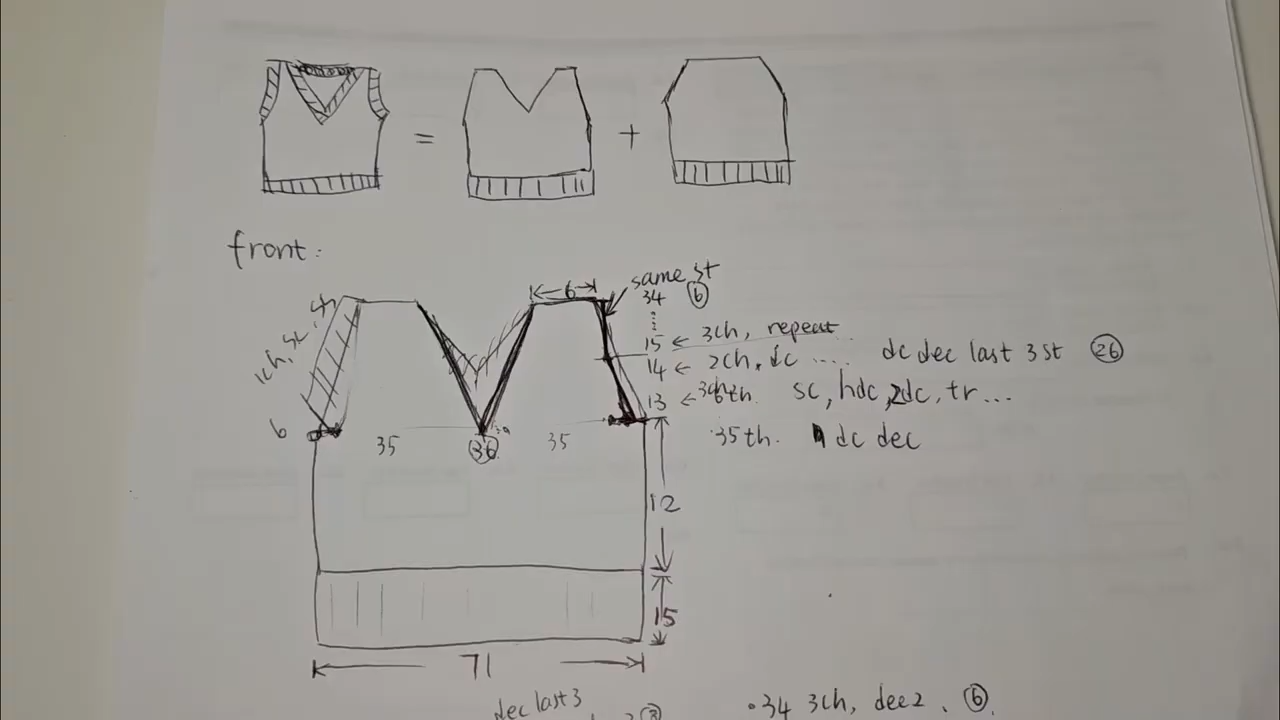 = +
front:
same st
6
34 ⑥
15 ← 3ch, repeat
14 ← 2ch, dc .... dc dec last 3 st ㉖
13 ← sc, hdc, 2dc, tr...
1ch, sc, st
6 35 ㊱ 35 35th. dc dec
12
15
71
dec last 3
.34 3ch, dec2. ⑥